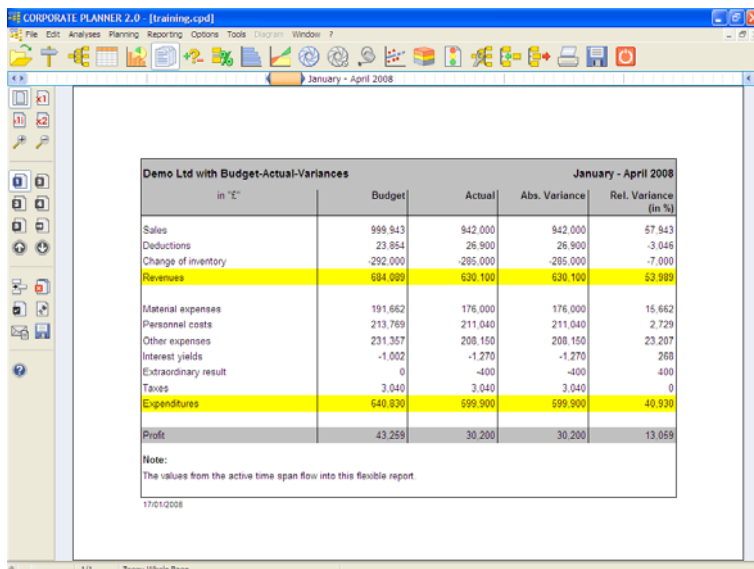 CORPORATE PLANNER 2.0 - [training.cpd]
File Edit Analyses Planning Reporting Options Tools Diagram Window ?
January - April 2008
Demo Ltd with Budget-Actual-Variances January - April 2008
in "£" Budget Actual Abs. Variance Rel. Variance
(in %)
Sales 999,943 942,000 942,000 57,943
Deductions 23,854 26,900 26,900 -3,046
Change of inventory -292,000 -285,000 -285,000 -7,000
Revenues 684,089 630,100 630,100 53,989
Material expenses 191,662 176,000 176,000 15,662
Personnel costs 213,769 211,040 211,040 2,729
Other expenses 231,357 208,150 208,150 23,207
Interest yields -1,002 -1,270 -1,270 268
Extraordinary result 0 -400 -400 400
Taxes 3,040 3,040 3,040 0
Expenditures 640,830 599,900 599,900 40,930
Profit 43,259 30,200 30,200 13,059
Note:
The values from the active time span flow into this flexible report.
17/01/2008